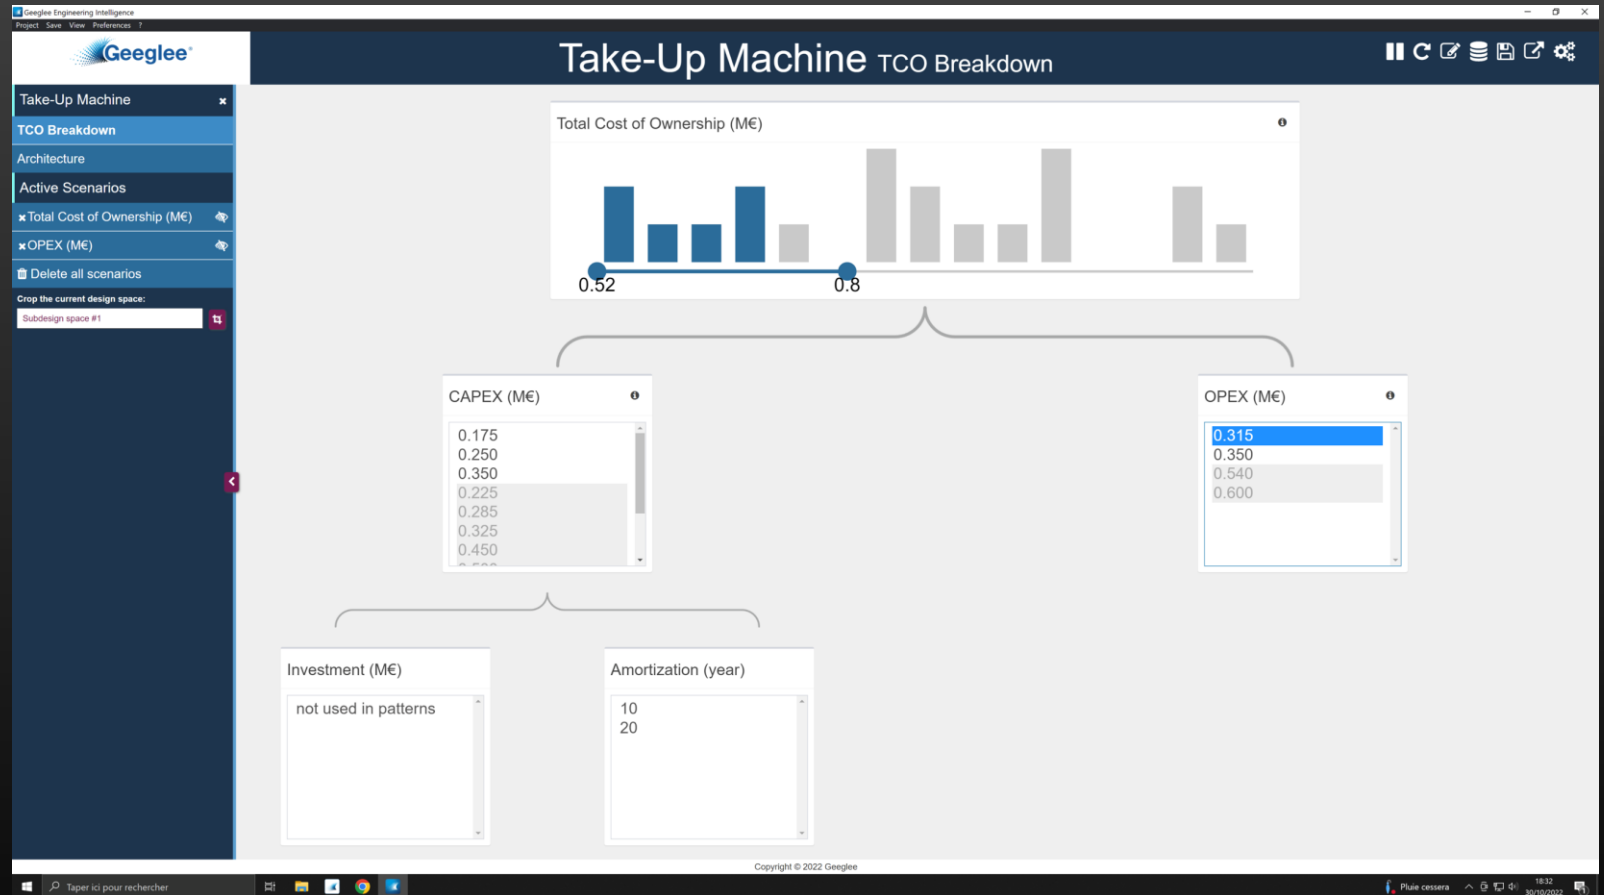 Geeglee Engineering Intelligence
Project Save View Preferences ?
Geeglee®
Take-Up Machine TCO Breakdown
Take-Up Machine
TCO Breakdown
Architecture
Active Scenarios
Total Cost of Ownership (M€)
OPEX (M€)
Delete all scenarios
Crop the current design space:
Subdesign space #1
Total Cost of Ownership (M€)
0.52 0.8
CAPEX (M€)
0.175
0.250
0.350
0.225
0.285
0.325
0.450
OPEX (M€)
0.315
0.350
0.540
0.600
Investment (M€)
not used in patterns
Amortization (year)
10
20
Copyright © 2022 Geeglee
Taper ici pour rechercher
Pluie cessera
18:32
30/10/2022